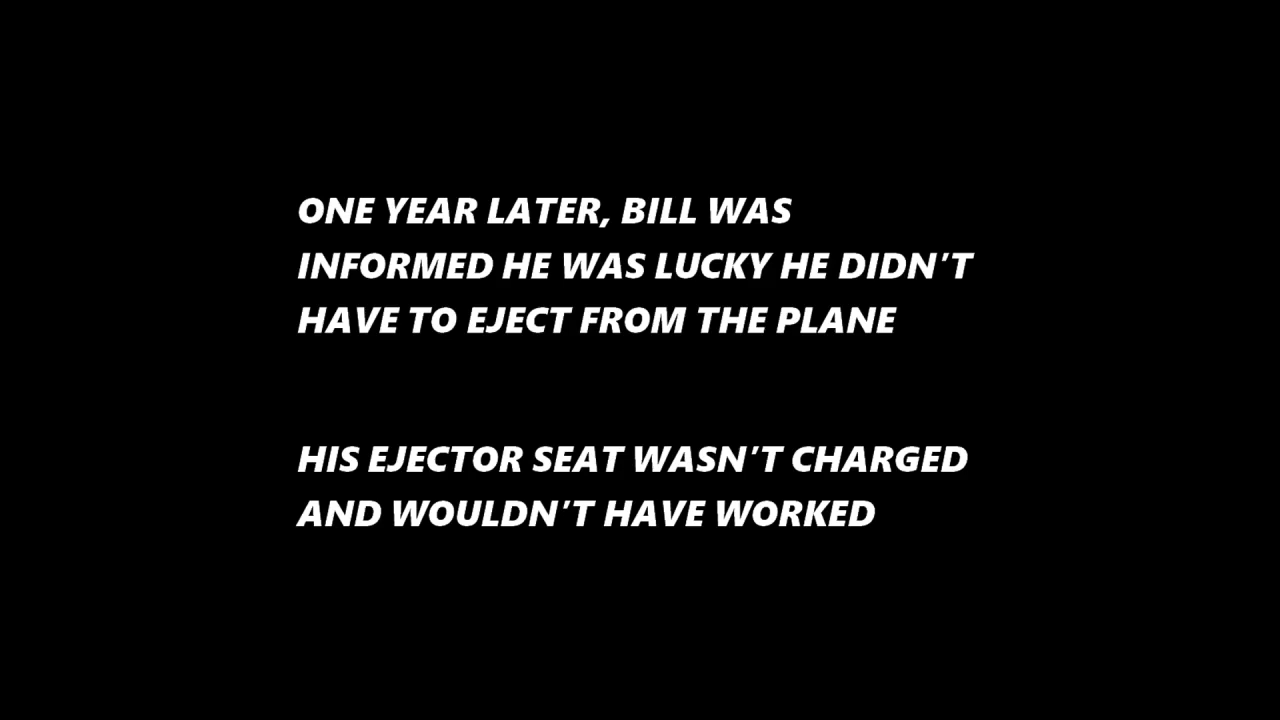 ONE YEAR LATER, BILL WAS
INFORMED HE WAS LUCKY HE DIDN'T
HAVE TO EJECT FROM THE PLANE
HIS EJECTOR SEAT WASN'T CHARGED
AND WOULDN'T HAVE WORKED